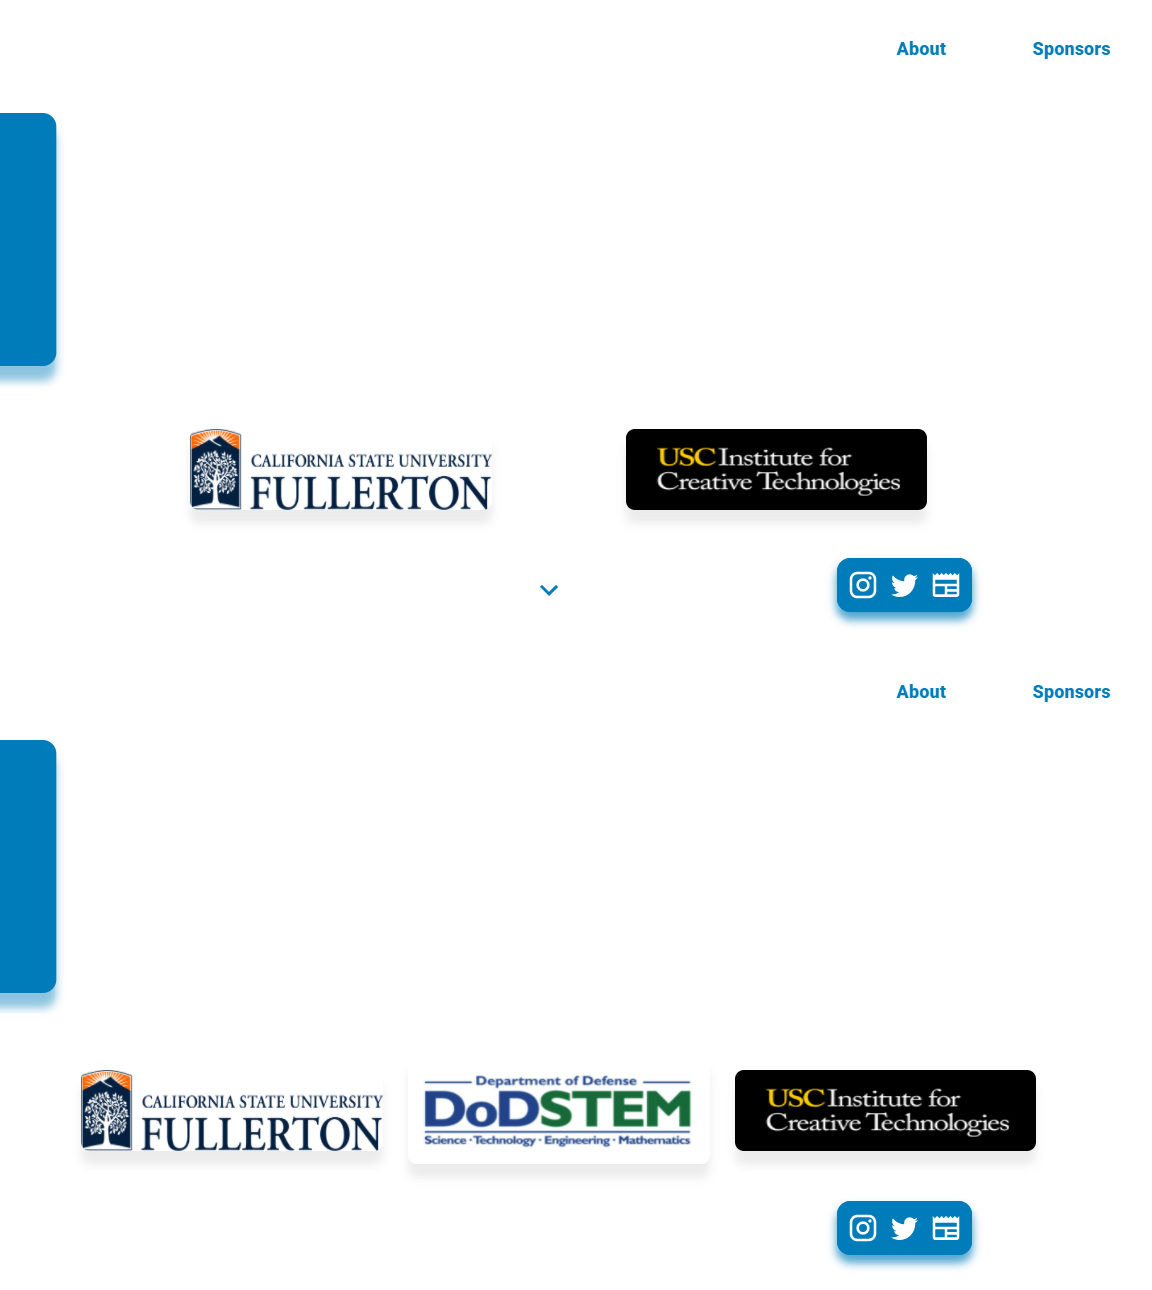 About Sponsors
CALIFORNIA STATE UNIVERSITY
FULLERTON
USC Institute for
Creative Technologies
About Sponsors
CALIFORNIA STATE UNIVERSITY
FULLERTON
Department of Defense
DoDSTEM
Science · Technology · Engineering · Mathematics
USC Institute for
Creative Technologies